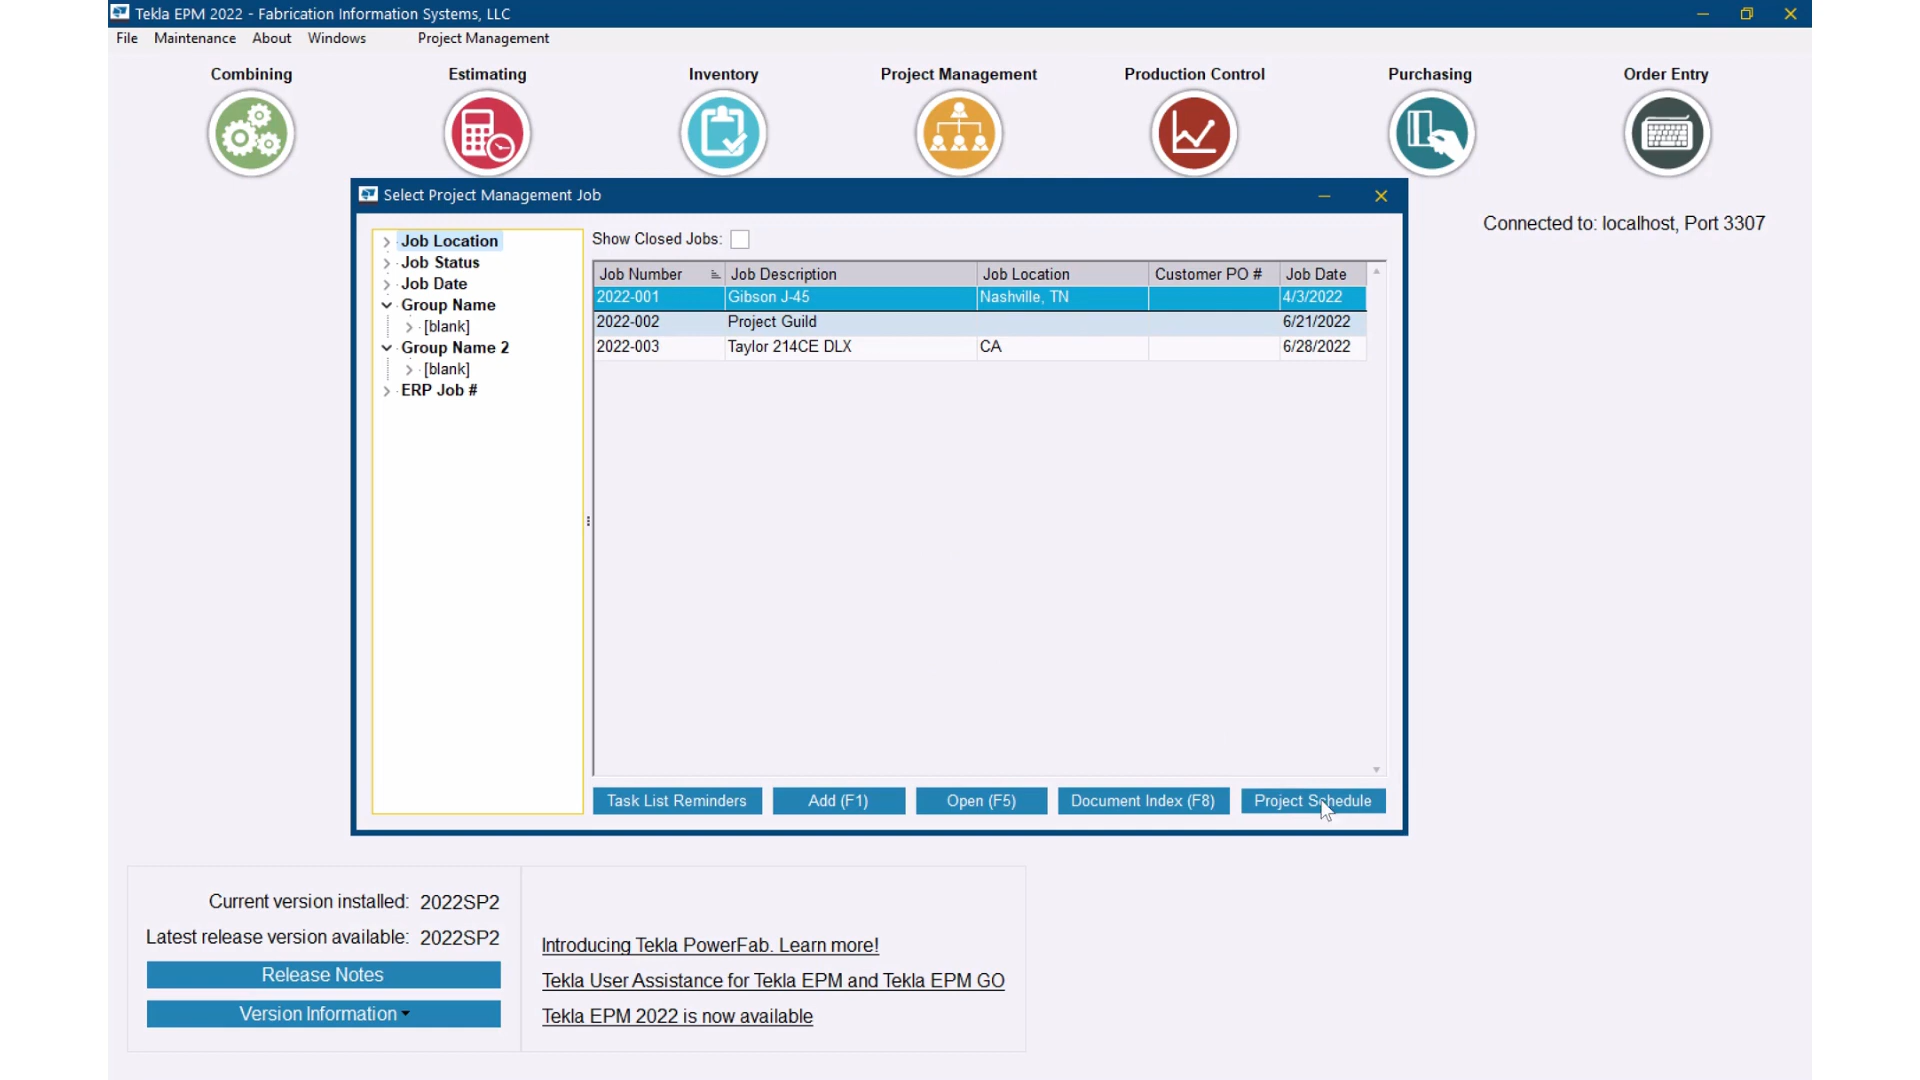 Tekla EPM 2022 - Fabrication Information Systems, LLC
File Maintenance About Windows Project Management
Combining Estimating Inventory Project Management Production Control Purchasing Order Entry
Select Project Management Job
Connected to: localhost, Port 3307
Job Location
Job Status
Job Date
Group Name
[blank]
Group Name 2
[blank]
ERP Job #
Show Closed Jobs:
Job Number Job Description Job Location Customer PO # Job Date
2022-001 Gibson J-45 Nashville, TN 4/3/2022
2022-002 Project Guild 6/21/2022
2022-003 Taylor 214CE DLX CA 6/28/2022
Task List Reminders Add (F1) Open (F5) Document Index (F8) Project Schedule
Current version installed: 2022SP2
Latest release version available: 2022SP2
Release Notes
Version Information
Introducing Tekla PowerFab. Learn more!
Tekla User Assistance for Tekla EPM and Tekla EPM GO
Tekla EPM 2022 is now available